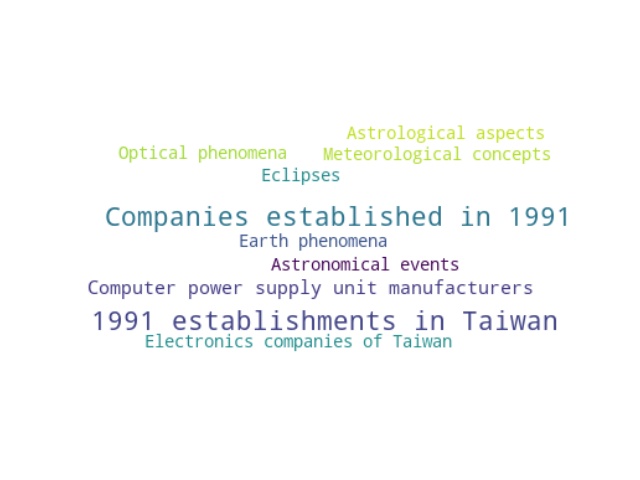 Astrological aspects
Optical phenomena
Meteorological concepts
Eclipses
Companies established in 1991
Earth phenomena
Astronomical events
Computer power supply unit manufacturers
1991 establishments in Taiwan
Electronics companies of Taiwan